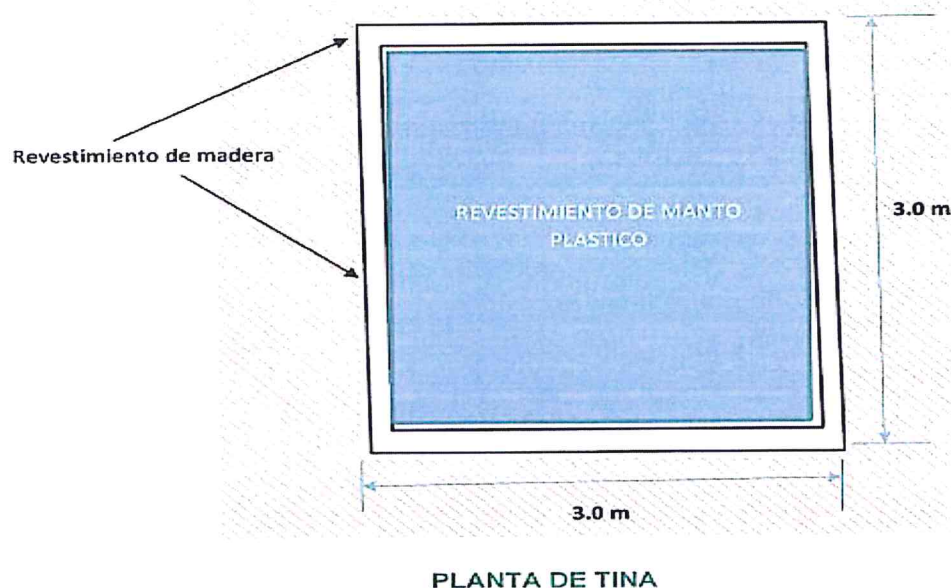 Revestimiento de madera
REVESTIMIENTO DE MANTO
PLASTICO
3.0 m
3.0 m
PLANTA DE TINA